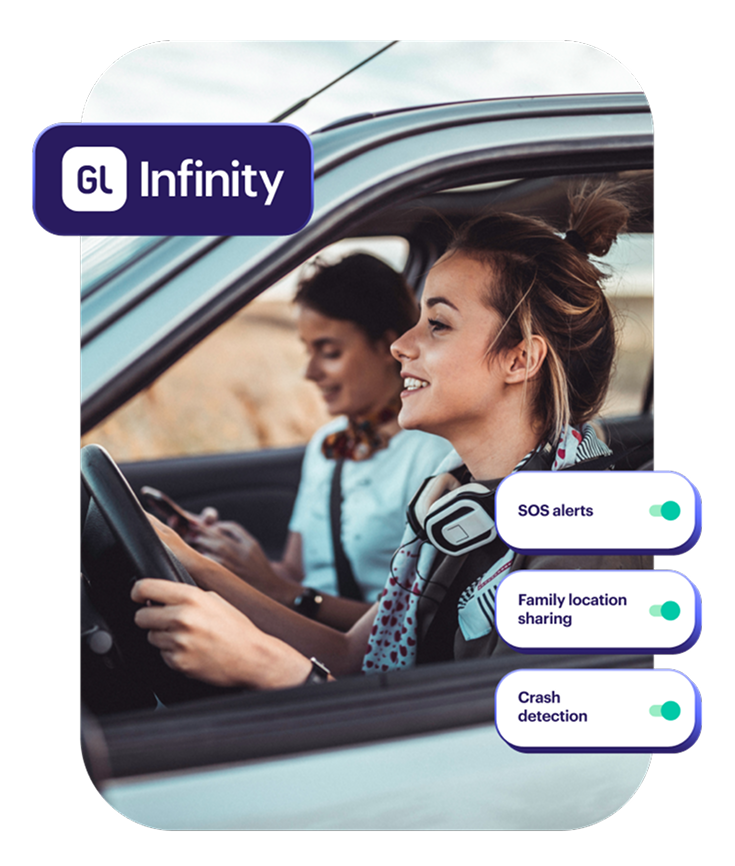 GL Infinity
SOS alerts
Family location
sharing
Crash
detection